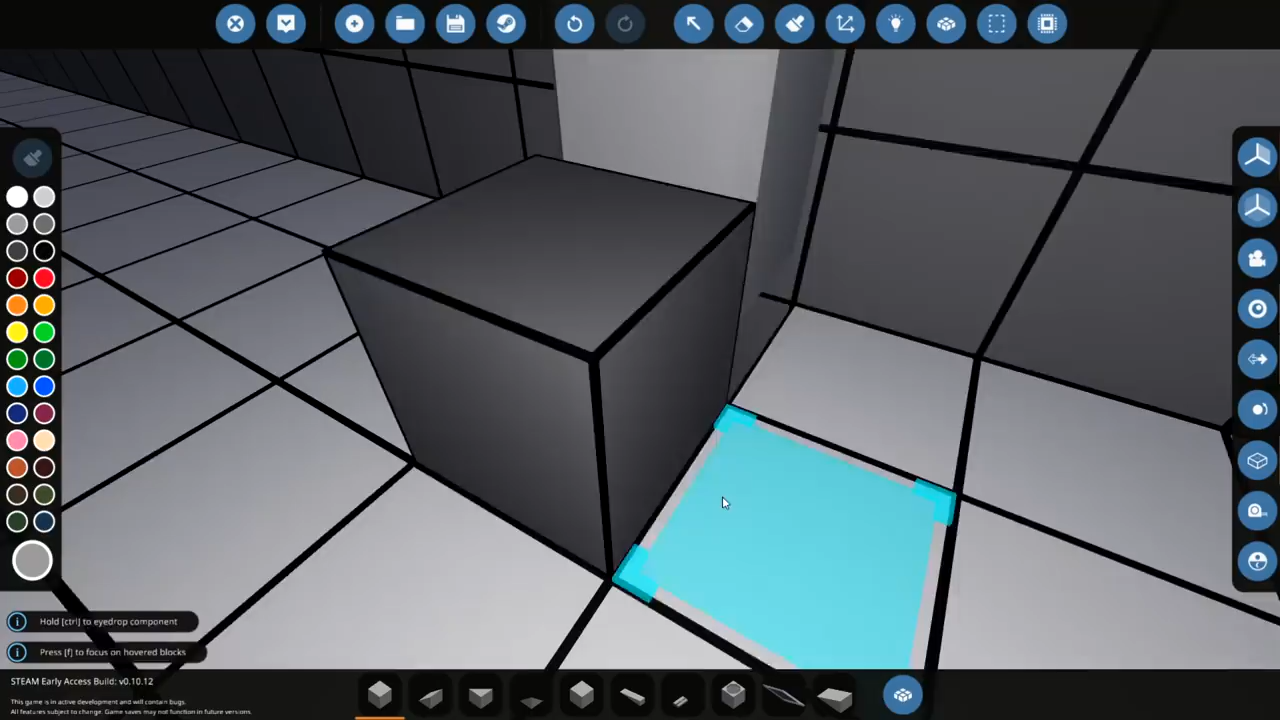 Hold [ctrl] to eyedrop component
Press [f] to focus on hovered blocks
STEAM Early Access Build: v0.10.12
This game is in active development and will contain bugs.
All features subject to change. Game saves may not function in future versions.